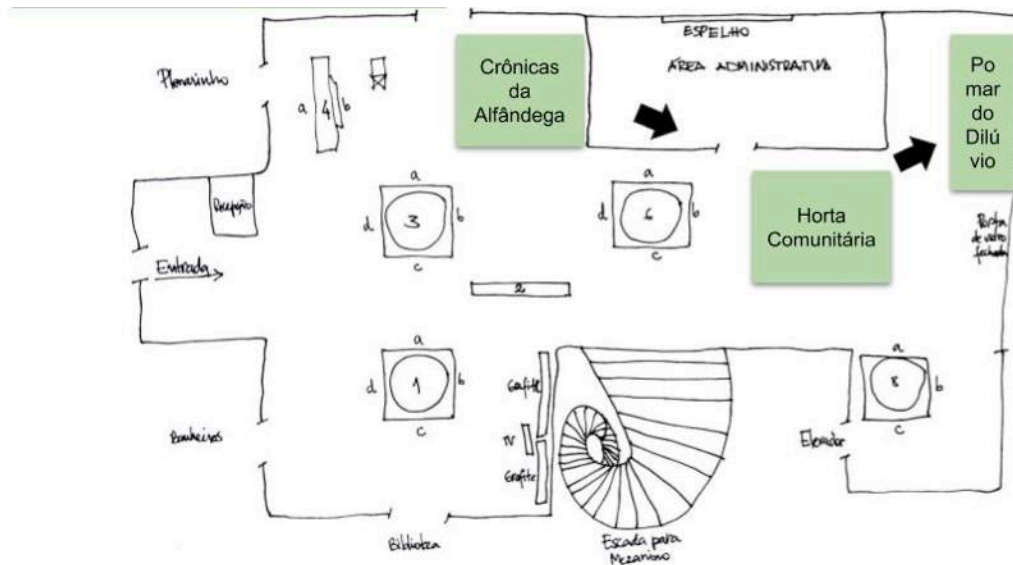 ESPELHO
ÁREA ADMINISTRATIVA
Crônicas
da
Alfândega
Po
mar
do
Dilú
vio
Plenarinho
a
4
b
a
d
3
b
c
a
d
6
b
c
Horta
Comunitária
Recepção
Porta
de vidro
fechada
Entrada
2
a
d
1
b
c
Grafite
TV
Grafite
a
8
b
c
Banheiros
Elevador
Biblioteca
Escada para
Mezanino